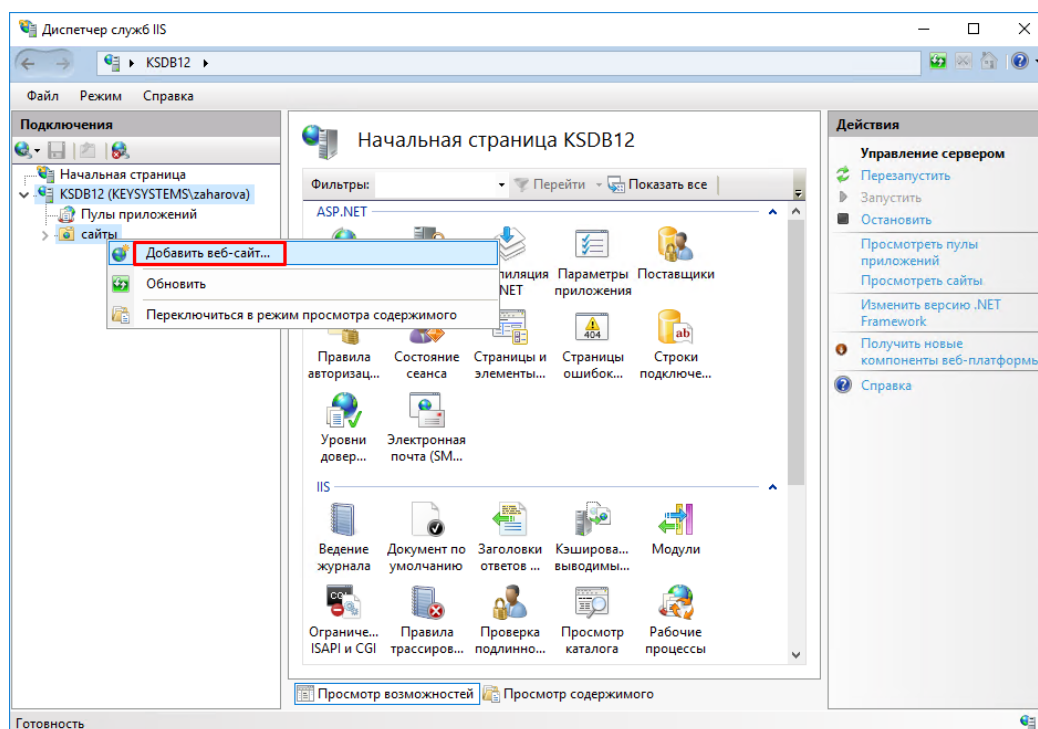 Диспетчер служб IIS
KSDB12
Файл Режим Справка
Подключения
Начальная страница
KSDB12 (KEYSYSTEMS\zaharova)
Пулы приложений
сайты
Добавить веб-сайт...
Обновить
Переключиться в режим просмотра содержимого
Начальная страница KSDB12
Фильтры: Перейти Показать все
ASP.NET
пиляция Параметры Поставщики
NET приложения
404 ab
Правила Состояние Страницы и Страницы Строки
авторизац... сеанса элементы... ошибок... подключе...
Уровни Электронная
довер... почта (SM...
IIS
Ведение Документ по Заголовки Кэширова... Модули
журнала умолчанию ответов ... выводимы...
Ограниче... Правила Проверка Просмотр Рабочие
ISAPI и CGI трассиров... подлинно... каталога процессы
Просмотр возможностей Просмотр содержимого
Действия
Управление сервером
Перезапустить
Запустить
Остановить
Просмотреть пулы
приложений
Просмотреть сайты
Изменить версию .NET
Framework
Получить новые
компоненты веб-платформы
Справка
Готовность